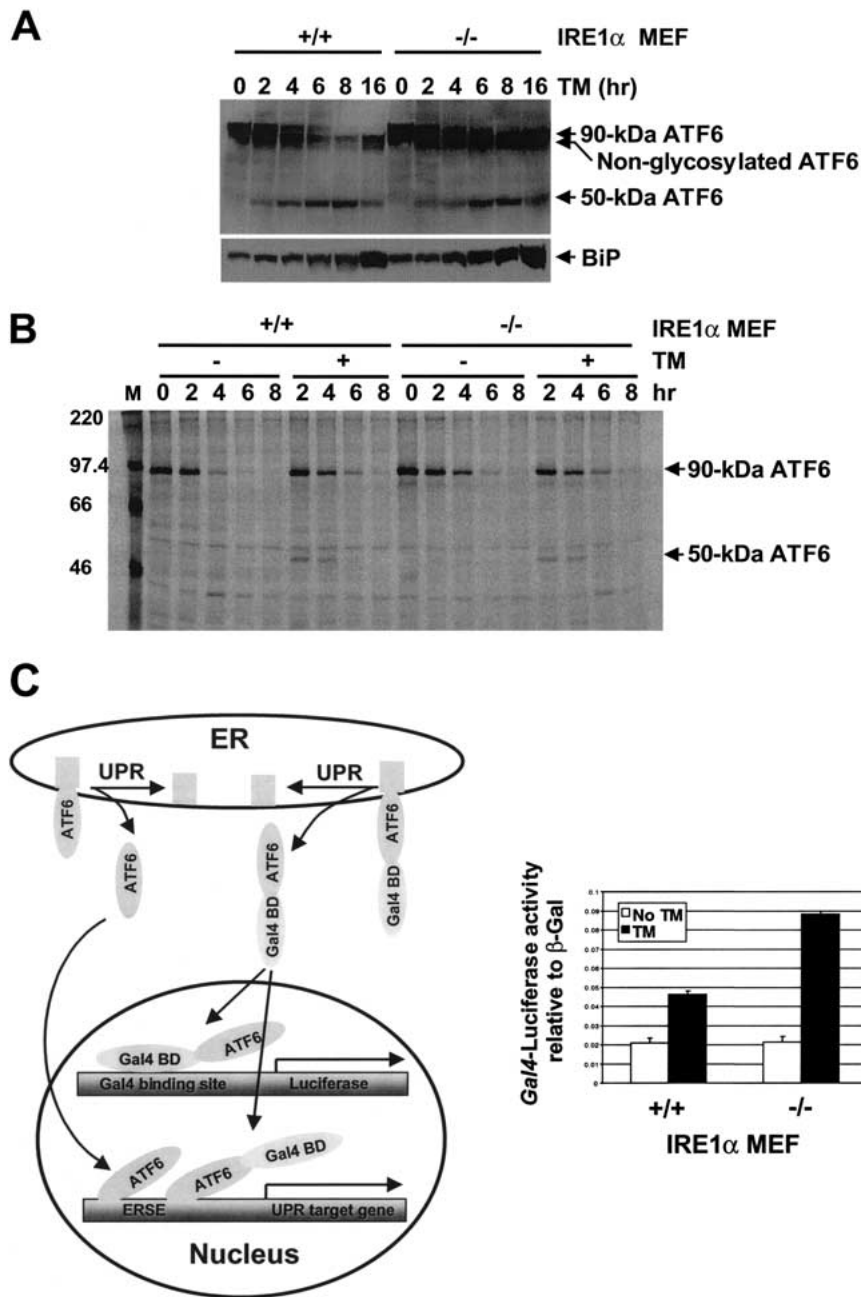 A
+/+ -/- IRE1α MEF
0 2 4 6 8 16 0 2 4 6 8 16 TM (hr)
90-kDa ATF6
Non-glycosylated ATF6
50-kDa ATF6
BiP
B
+/+ -/- IRE1α MEF
- + - + TM
M 0 2 4 6 8 2 4 6 8 0 2 4 6 8 2 4 6 8 hr
220
97.4
66
46
90-kDa ATF6
50-kDa ATF6
C
ER
UPR UPR
ATF6
ATF6
ATF6
Gal4 BD
ATF6
Gal4 BD
Gal4 BD ATF6
Gal4 binding site Luciferase
ATF6 ATF6 Gal4 BD
ERSE UPR target gene
Nucleus
Gal4-Luciferase activity
relative to β-Gal
0.1
0.09
0.08
0.07
0.06
0.05
0.04
0.03
0.02
0.01
0
No TM
TM
+/+ -/-
IRE1α MEF